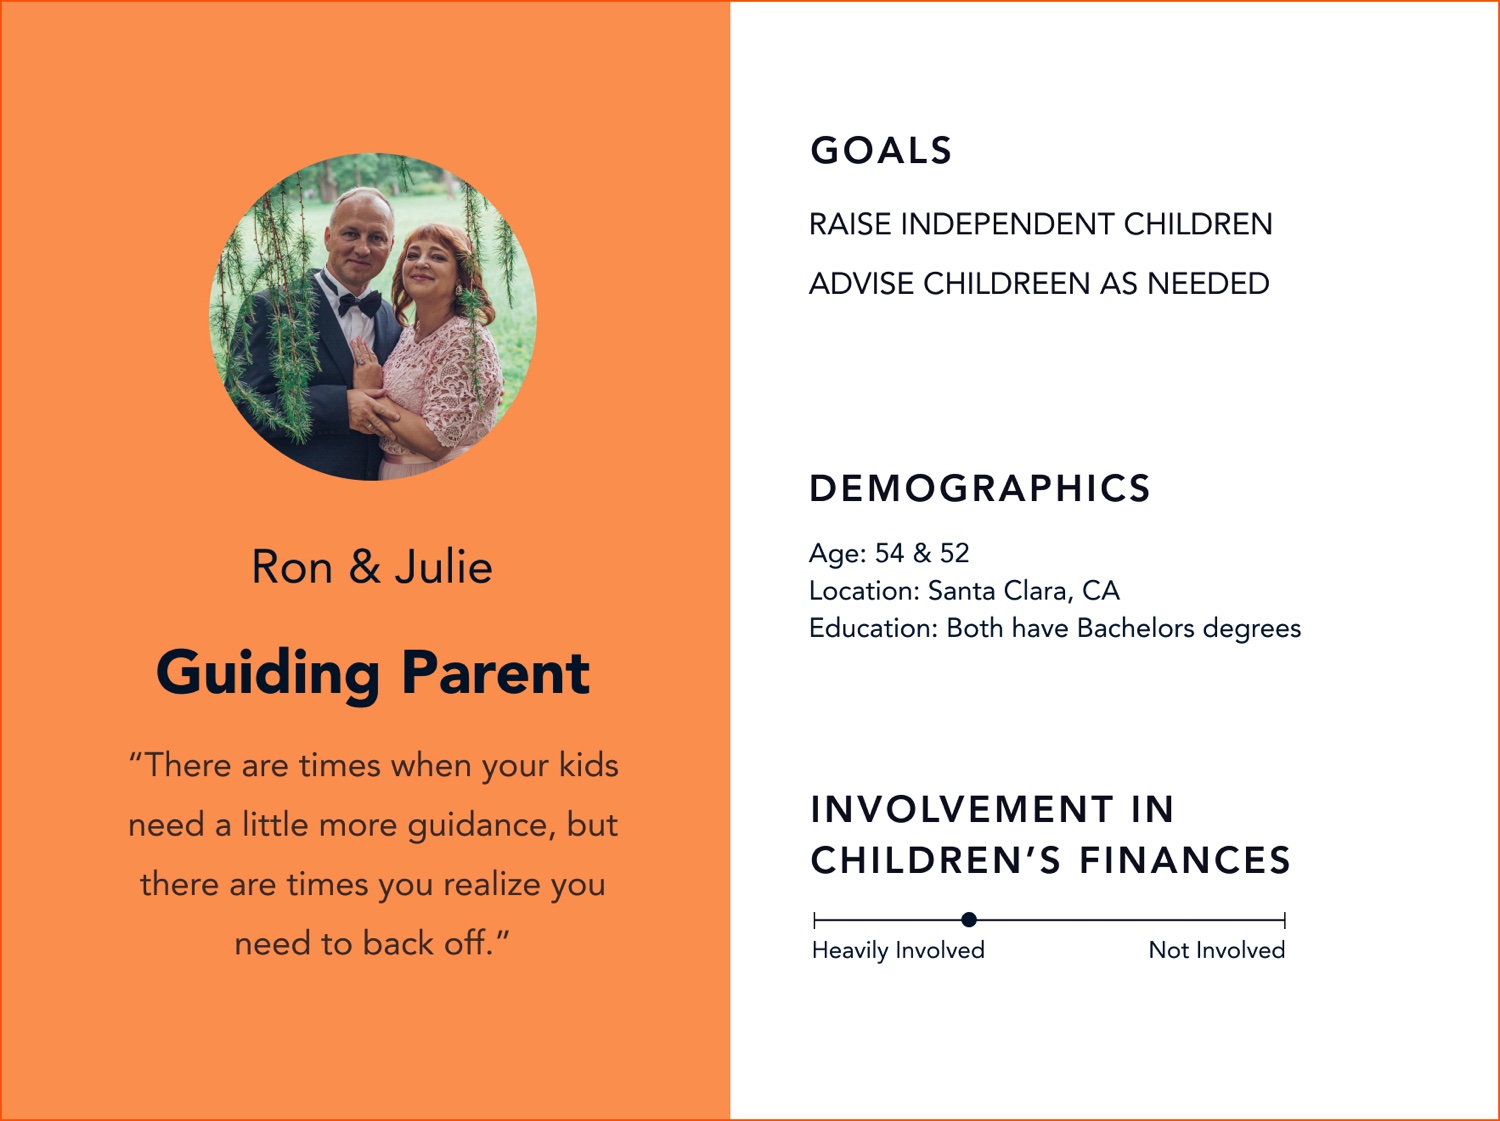 Ron & Julie
Guiding Parent
“There are times when your kids
need a little more guidance, but
there are times you realize you
need to back off.”
GOALS
RAISE INDEPENDENT CHILDREN
ADVISE CHILDREEN AS NEEDED
DEMOGRAPHICS
Age: 54 & 52
Location: Santa Clara, CA
Education: Both have Bachelors degrees
INVOLVEMENT IN
CHILDREN’S FINANCES
Heavily Involved
Not Involved